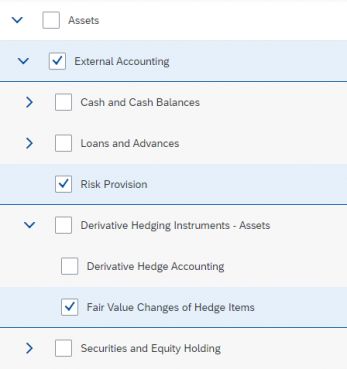 Assets
External Accounting
Cash and Cash Balances
Loans and Advances
Risk Provision
Derivative Hedging Instruments - Assets
Derivative Hedge Accounting
Fair Value Changes of Hedge Items
Securities and Equity Holding